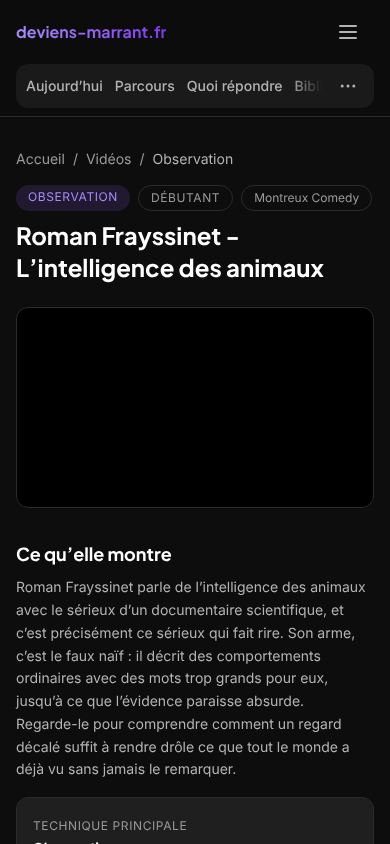 deviens-marrant.fr
Aujourd’hui Parcours Quoi répondre Bibl
Accueil / Vidéos / Observation
OBSERVATION DÉBUTANT Montreux Comedy
Roman Frayssinet -
L’intelligence des animaux
Ce qu’elle montre
Roman Frayssinet parle de l’intelligence des animaux
avec le sérieux d’un documentaire scientifique, et
c’est précisément ce sérieux qui fait rire. Son arme,
c’est le faux naïf : il décrit des comportements
ordinaires avec des mots trop grands pour eux,
jusqu’à ce que l’évidence paraisse absurde.
Regarde-le pour comprendre comment un regard
décalé suffit à rendre drôle ce que tout le monde a
déjà vu sans jamais le remarquer.
TECHNIQUE PRINCIPALE